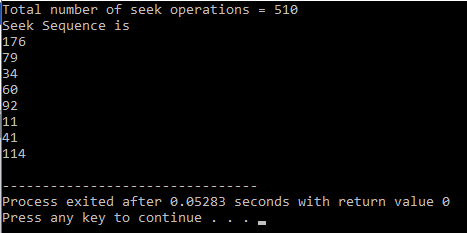 Total number of seek operations = 510
Seek Sequence is
176
79
34
60
92
11
41
114
--------------------------------
Process exited after 0.05283 seconds with return value 0
Press any key to continue . . .